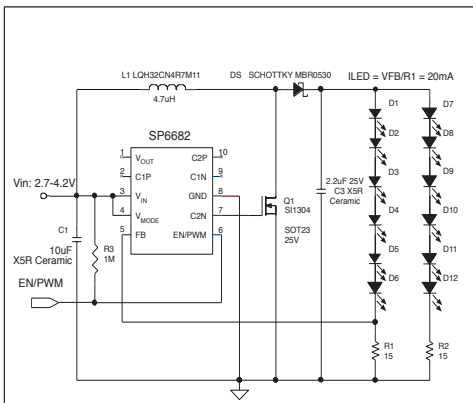 L1 LQH32CN4R7M11
4.7uH
DS SCHOTTKY MBR0530
ILED = VFB/R1 = 20mA
SP6682
1 VOUT C2P 10
2 C1P C1N 9
3 VIN GND 8
4 VMODE C2N 7
5 FB EN/PWM 6
Vin: 2.7-4.2V
C1
10uF
X5R Ceramic
R3
1M
EN/PWM
Q1
SI1304
SOT23
25V
2.2uF 25V
C3 X5R
Ceramic
D1
D2
D3
D4
D5
D6
D7
D8
D9
D10
D11
D12
R1
15
R2
15